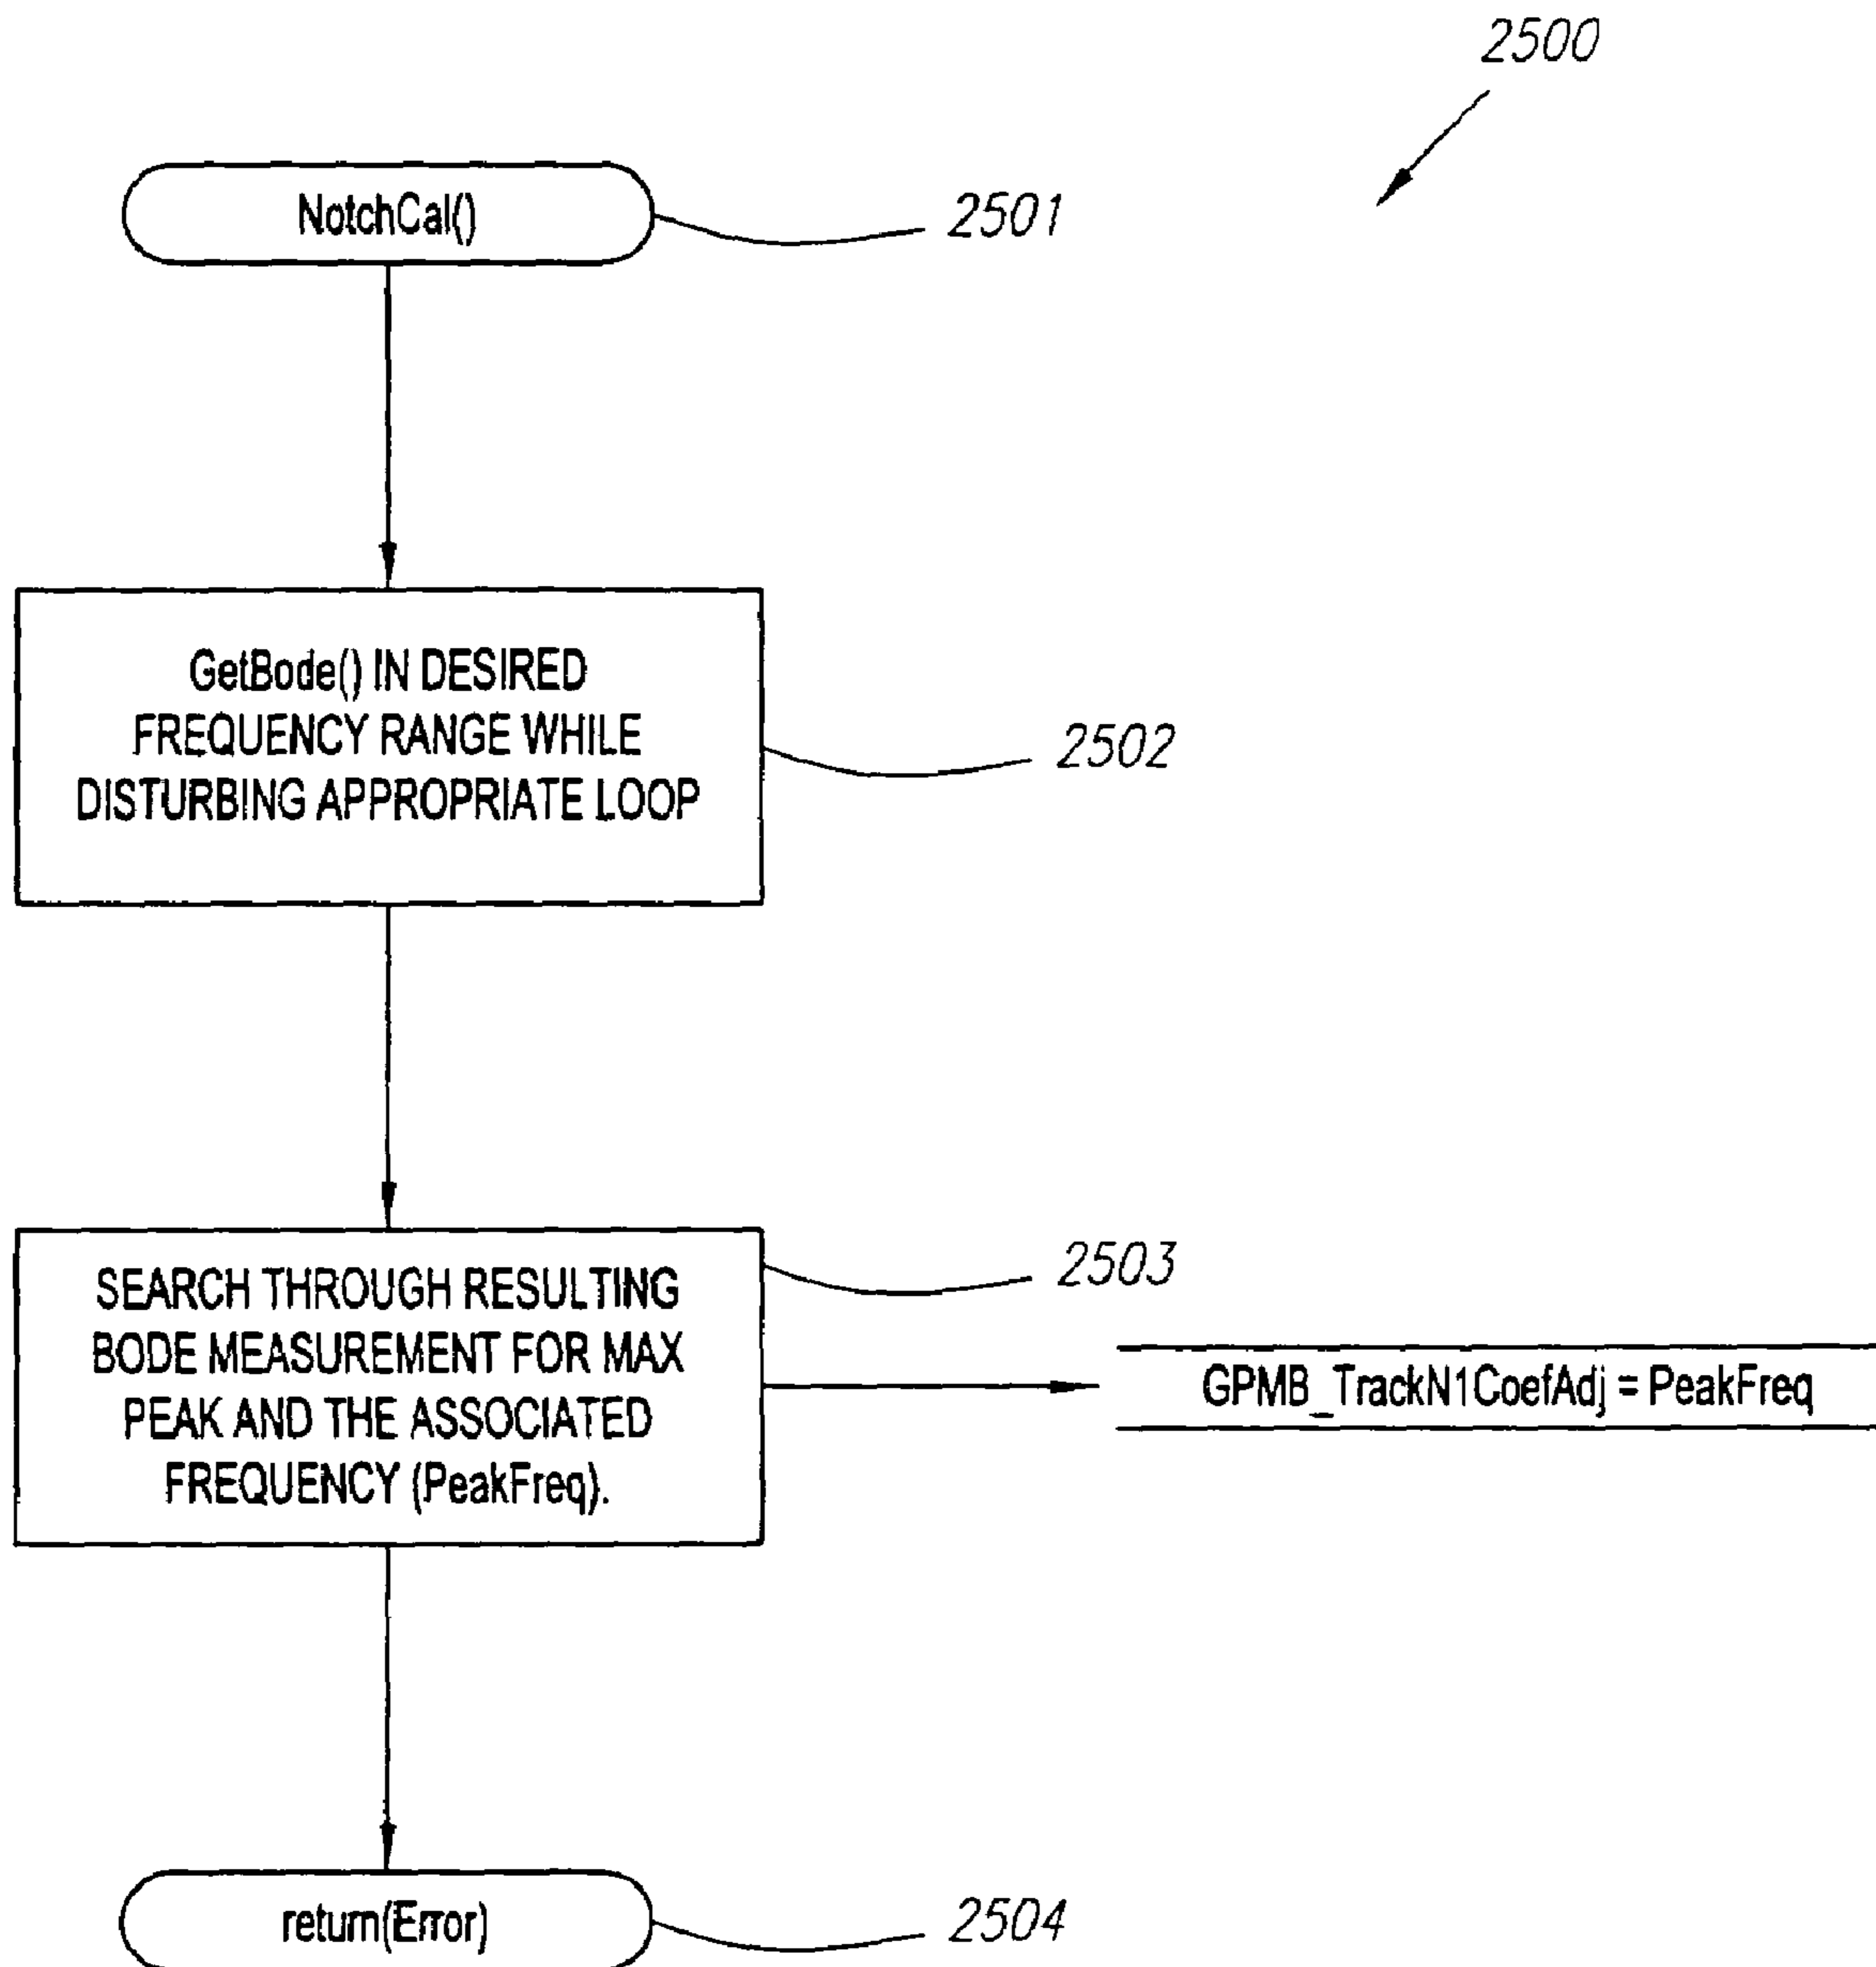 2500
NotchCal()
2501
GetBode() IN DESIRED
FREQUENCY RANGE WHILE
DISTURBING APPROPRIATE LOOP
2502
SEARCH THROUGH RESULTING
BODE MEASUREMENT FOR MAX
PEAK AND THE ASSOCIATED
FREQUENCY (PeakFreq).
2503
GPMB_TrackN1CoefAdj = PeakFreq
return(iError)
2504